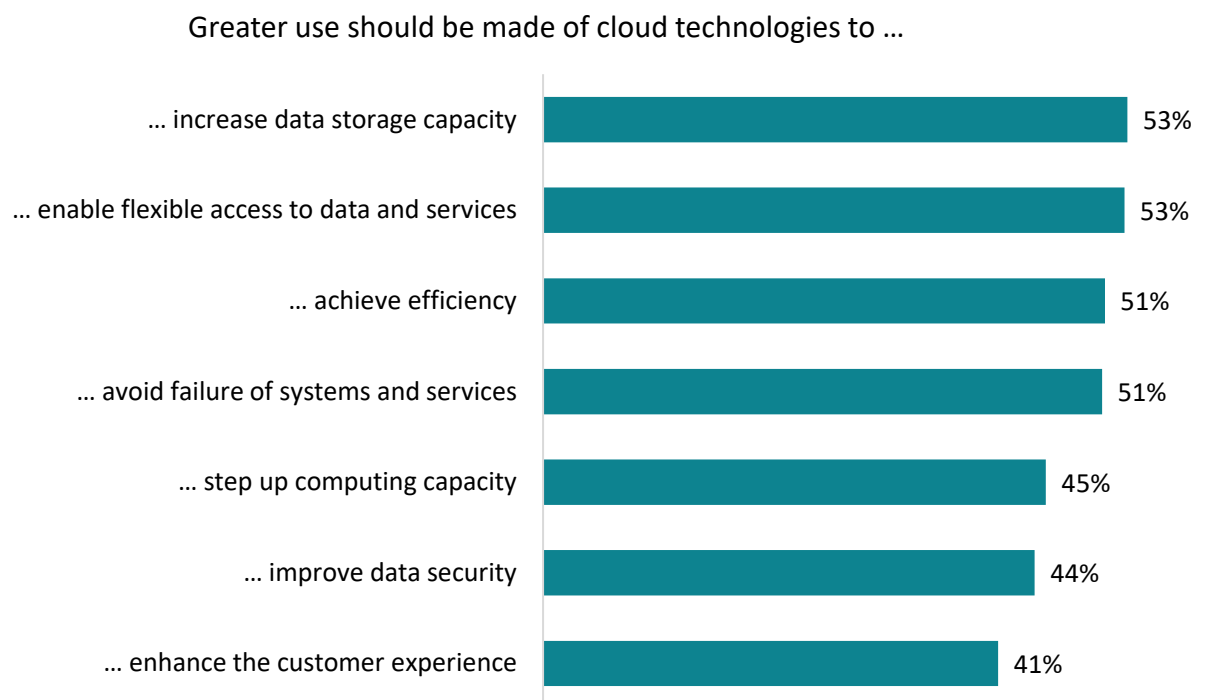 Greater use should be made of cloud technologies to …
… increase data storage capacity 53%
… enable flexible access to data and services 53%
… achieve efficiency 51%
… avoid failure of systems and services 51%
… step up computing capacity 45%
… improve data security 44%
… enhance the customer experience 41%